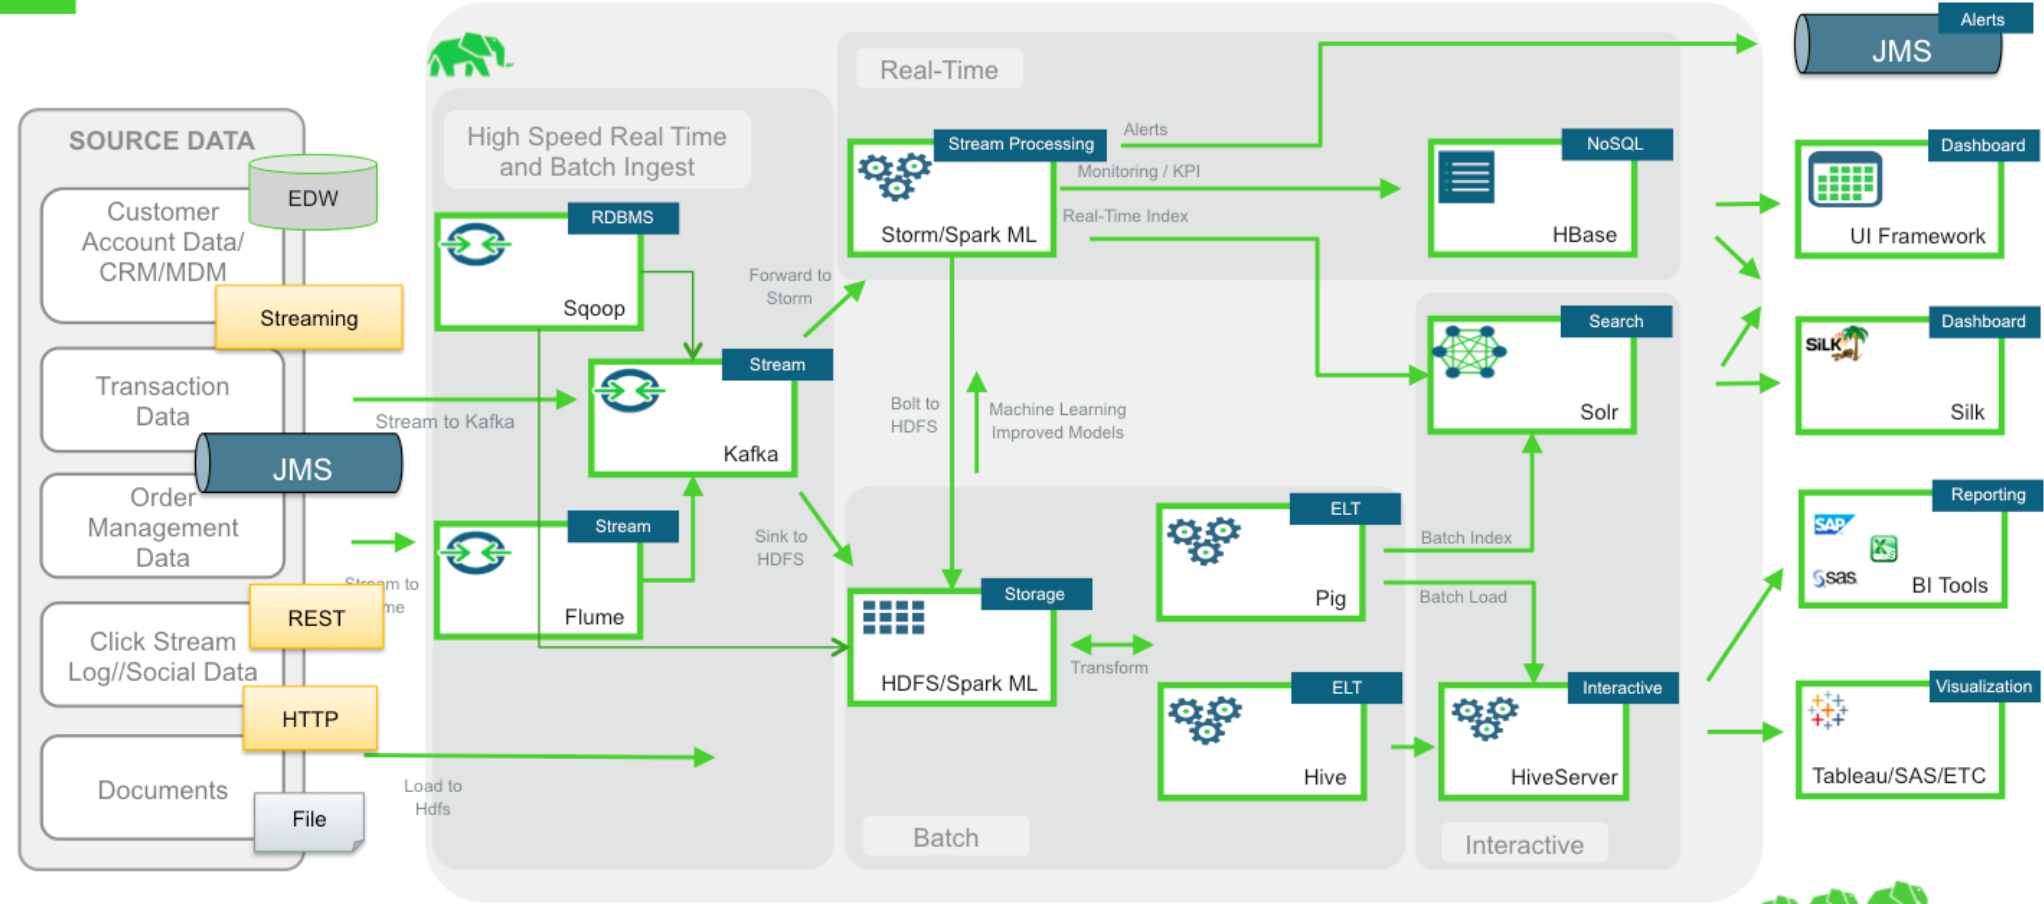 SOURCE DATA
EDW
Customer
Account Data/
CRM/MDM
Streaming
Transaction
Data
JMS
Order
Management
Data
REST
Click Stream
Log//Social Data
HTTP
Documents
File
High Speed Real Time
and Batch Ingest
RDBMS
Sqoop
Stream to Kafka
Stream
Kafka
Stream
Flume
Stream to
Load to
Hdfs
Forward to
Storm
Sink to
HDFS
Real-Time
Stream Processing
Storm/Spark ML
Alerts
Monitoring / KPI
Real-Time Index
NoSQL
HBase
Bolt to
HDFS
Machine Learning
Improved Models
Storage
HDFS/Spark ML
Transform
ELT
Pig
ELT
Hive
Batch
Batch Index
Batch Load
Search
Solr
Interactive
HiveServer
Interactive
Alerts
JMS
Dashboard
UI Framework
Dashboard
SiLK
Silk
Reporting
SAP
sas
BI Tools
Visualization
Tableau/SAS/ETC